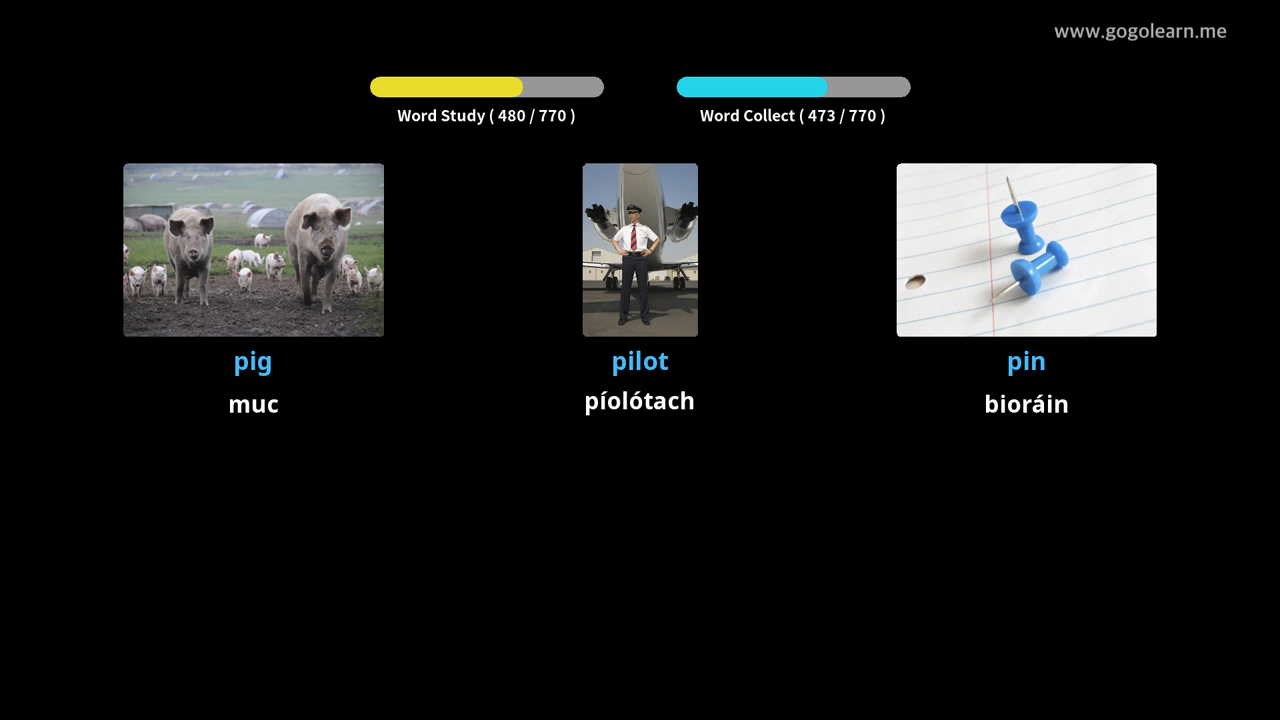 www.gogolearn.me
Word Study ( 480 / 770 )
Word Collect ( 473 / 770 )
pig
muc
pilot
píolótach
pin
bioráin